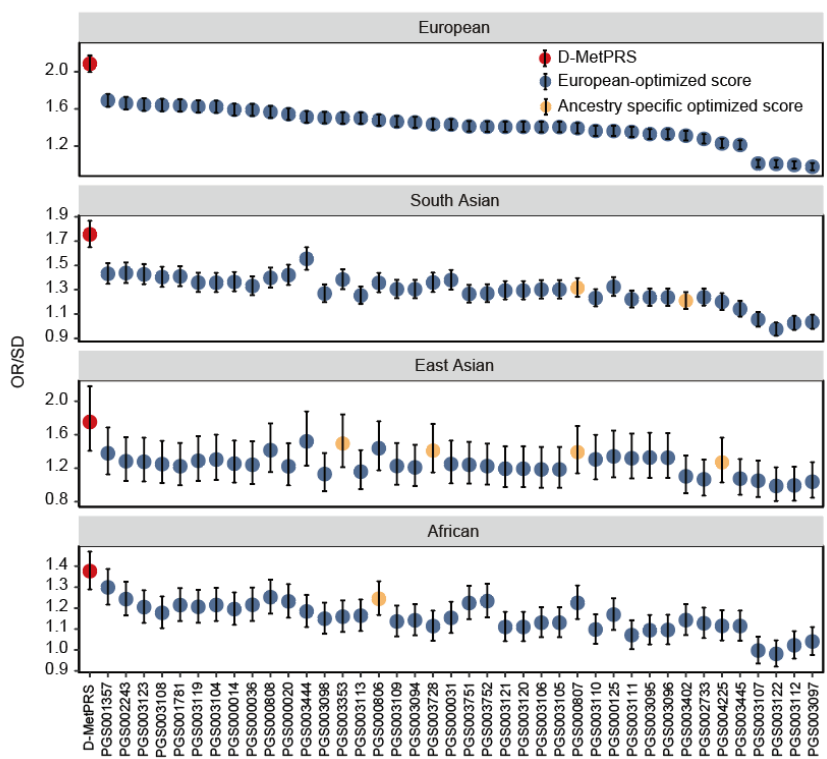 European
D-MetPRS
European-optimized score
Ancestry specific optimized score
2.0
1.6
1.2
South Asian
1.9
1.7
1.5
1.3
1.1
0.9
OR/SD
East Asian
2.0
1.6
1.2
0.8
African
1.4
1.3
1.2
1.1
1.0
0.9
D-MetPRS
PGS001357
PGS002243
PGS003123
PGS003108
PGS001781
PGS003119
PGS003104
PGS000014
PGS000036
PGS000808
PGS000020
PGS003444
PGS003098
PGS003353
PGS003113
PGS000806
PGS003109
PGS003094
PGS003728
PGS000031
PGS003751
PGS003752
PGS003121
PGS003120
PGS003106
PGS003105
PGS000807
PGS003110
PGS000125
PGS003111
PGS003095
PGS003096
PGS003402
PGS002733
PGS004225
PGS003445
PGS003107
PGS003122
PGS003112
PGS003097